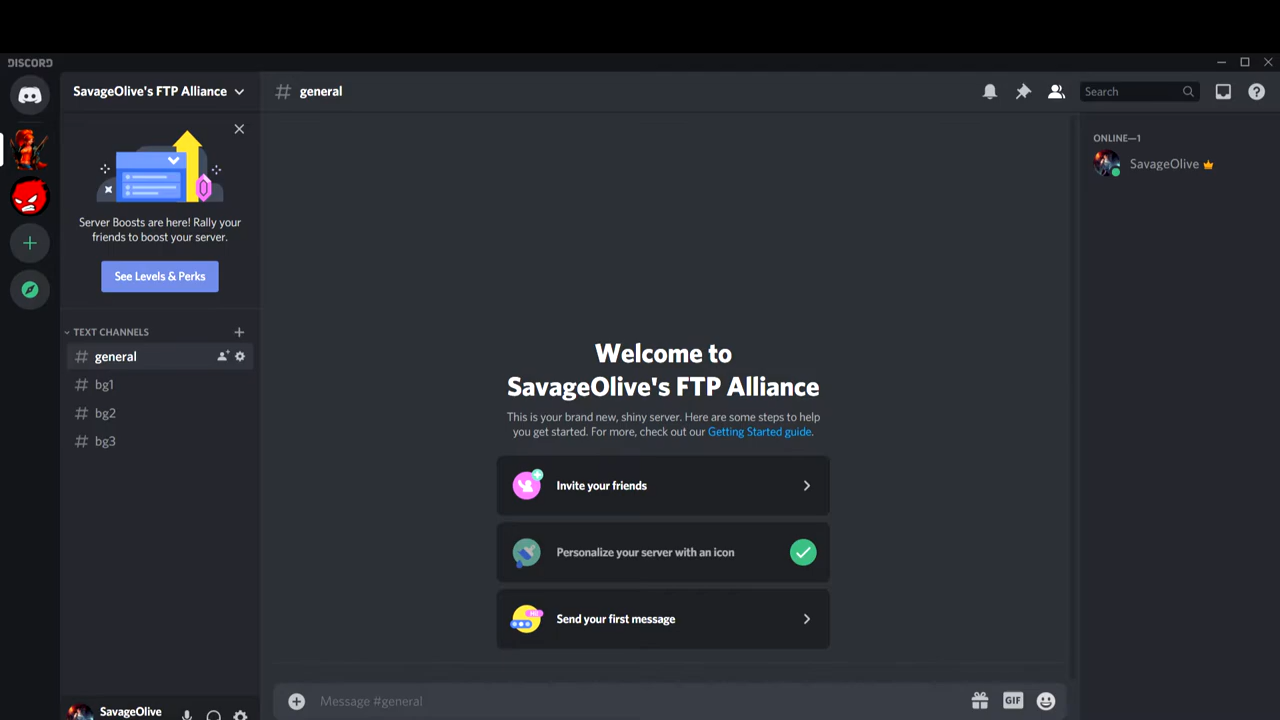 DISCORD
SavageOlive's FTP Alliance
general
Search
Server Boosts are here! Rally your
friends to boost your server.
See Levels & Perks
TEXT CHANNELS
general
bg1
bg2
bg3
Welcome to
SavageOlive's FTP Alliance
This is your brand new, shiny server. Here are some steps to help
you get started. For more, check out our Getting Started guide.
Invite your friends
Personalize your server with an icon
Send your first message
Message #general
GIF
ONLINE—1
SavageOlive
SavageOlive